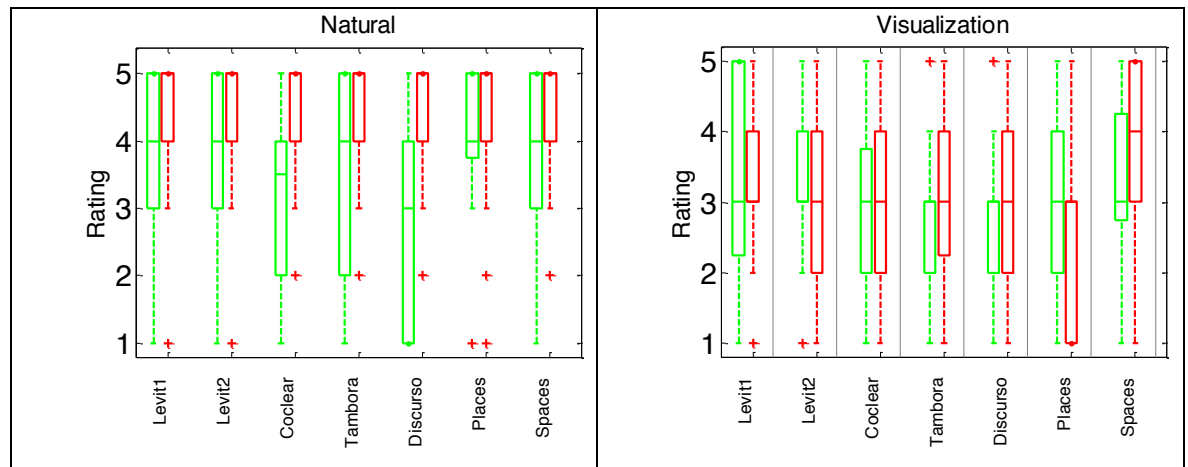 Natural
Rating
5
4
3
2
1
Levit1
Levit2
Coclear
Tambora
Discurso
Places
Spaces
Visualization
Rating
5
4
3
2
1
Levit1
Levit2
Coclear
Tambora
Discurso
Places
Spaces